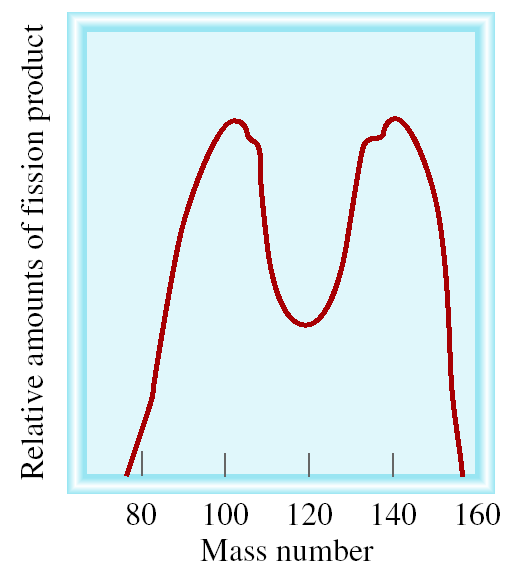 Relative amounts of fission product
80 100 120 140 160
Mass number